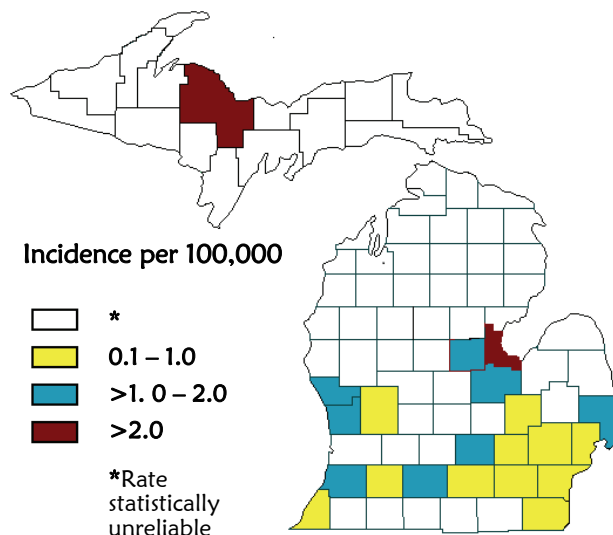 Incidence per 100,000
*
0.1 – 1.0
>1. 0 – 2.0
>2.0
*Rate
statistically
unreliable